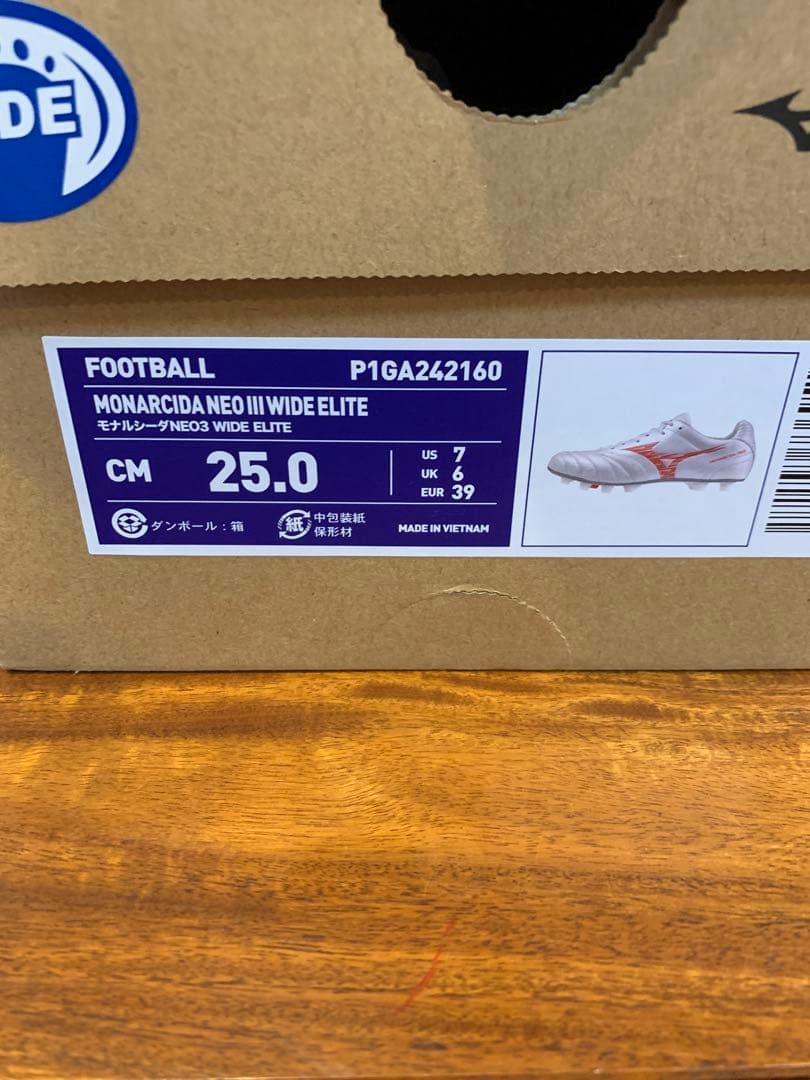 DE
FOOTBALL P1GA242160
MONARCIDA NEO III WIDE ELITE
モナルシーダNEO3 WIDE ELITE
CM 25.0
US 7
UK 6
EUR 39
ダンボール：箱
紙 中包装紙
保形材
MADE IN VIETNAM